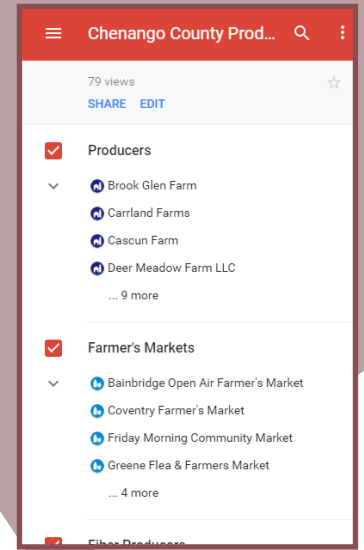 Chenango County Prod...
79 views
SHARE EDIT
Producers
Brook Glen Farm
Carrland Farms
Cascun Farm
Deer Meadow Farm LLC
... 9 more
Farmer's Markets
Bainbridge Open Air Farmer's Market
Coventry Farmer's Market
Friday Morning Community Market
Greene Flea & Farmers Market
... 4 more
Fiber Producers